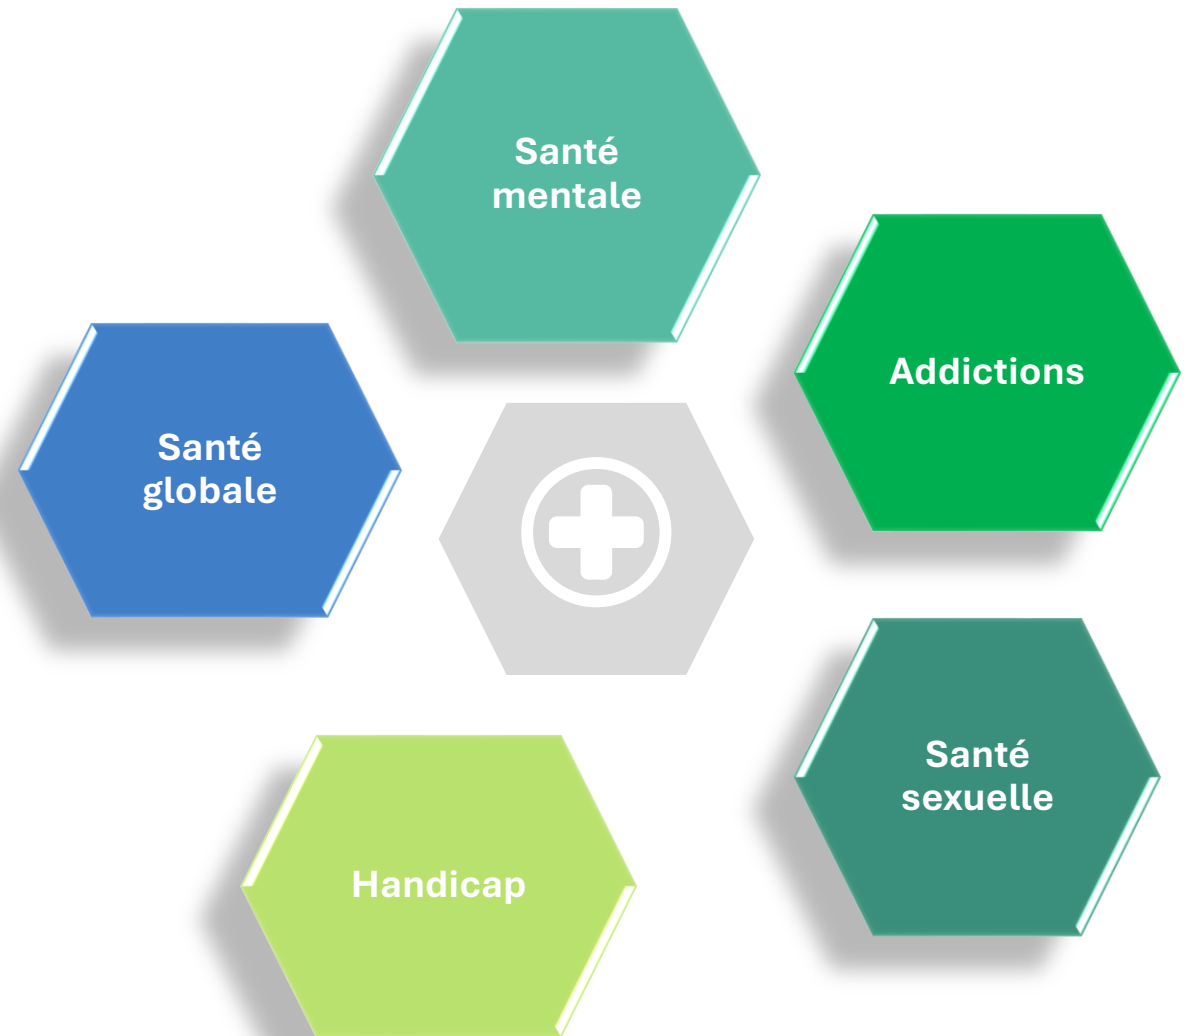 Santé
mentale
Addictions
Santé
globale
Santé
sexuelle
Handicap